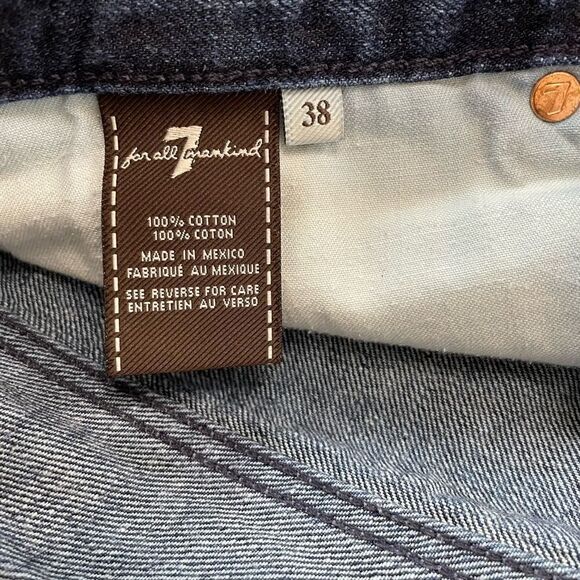 for all 7 mankind
38
7
100% COTTON
100% COTON
MADE IN MEXICO
FABRIQUÉ AU MEXIQUE
SEE REVERSE FOR CARE
ENTRETIEN AU VERSO